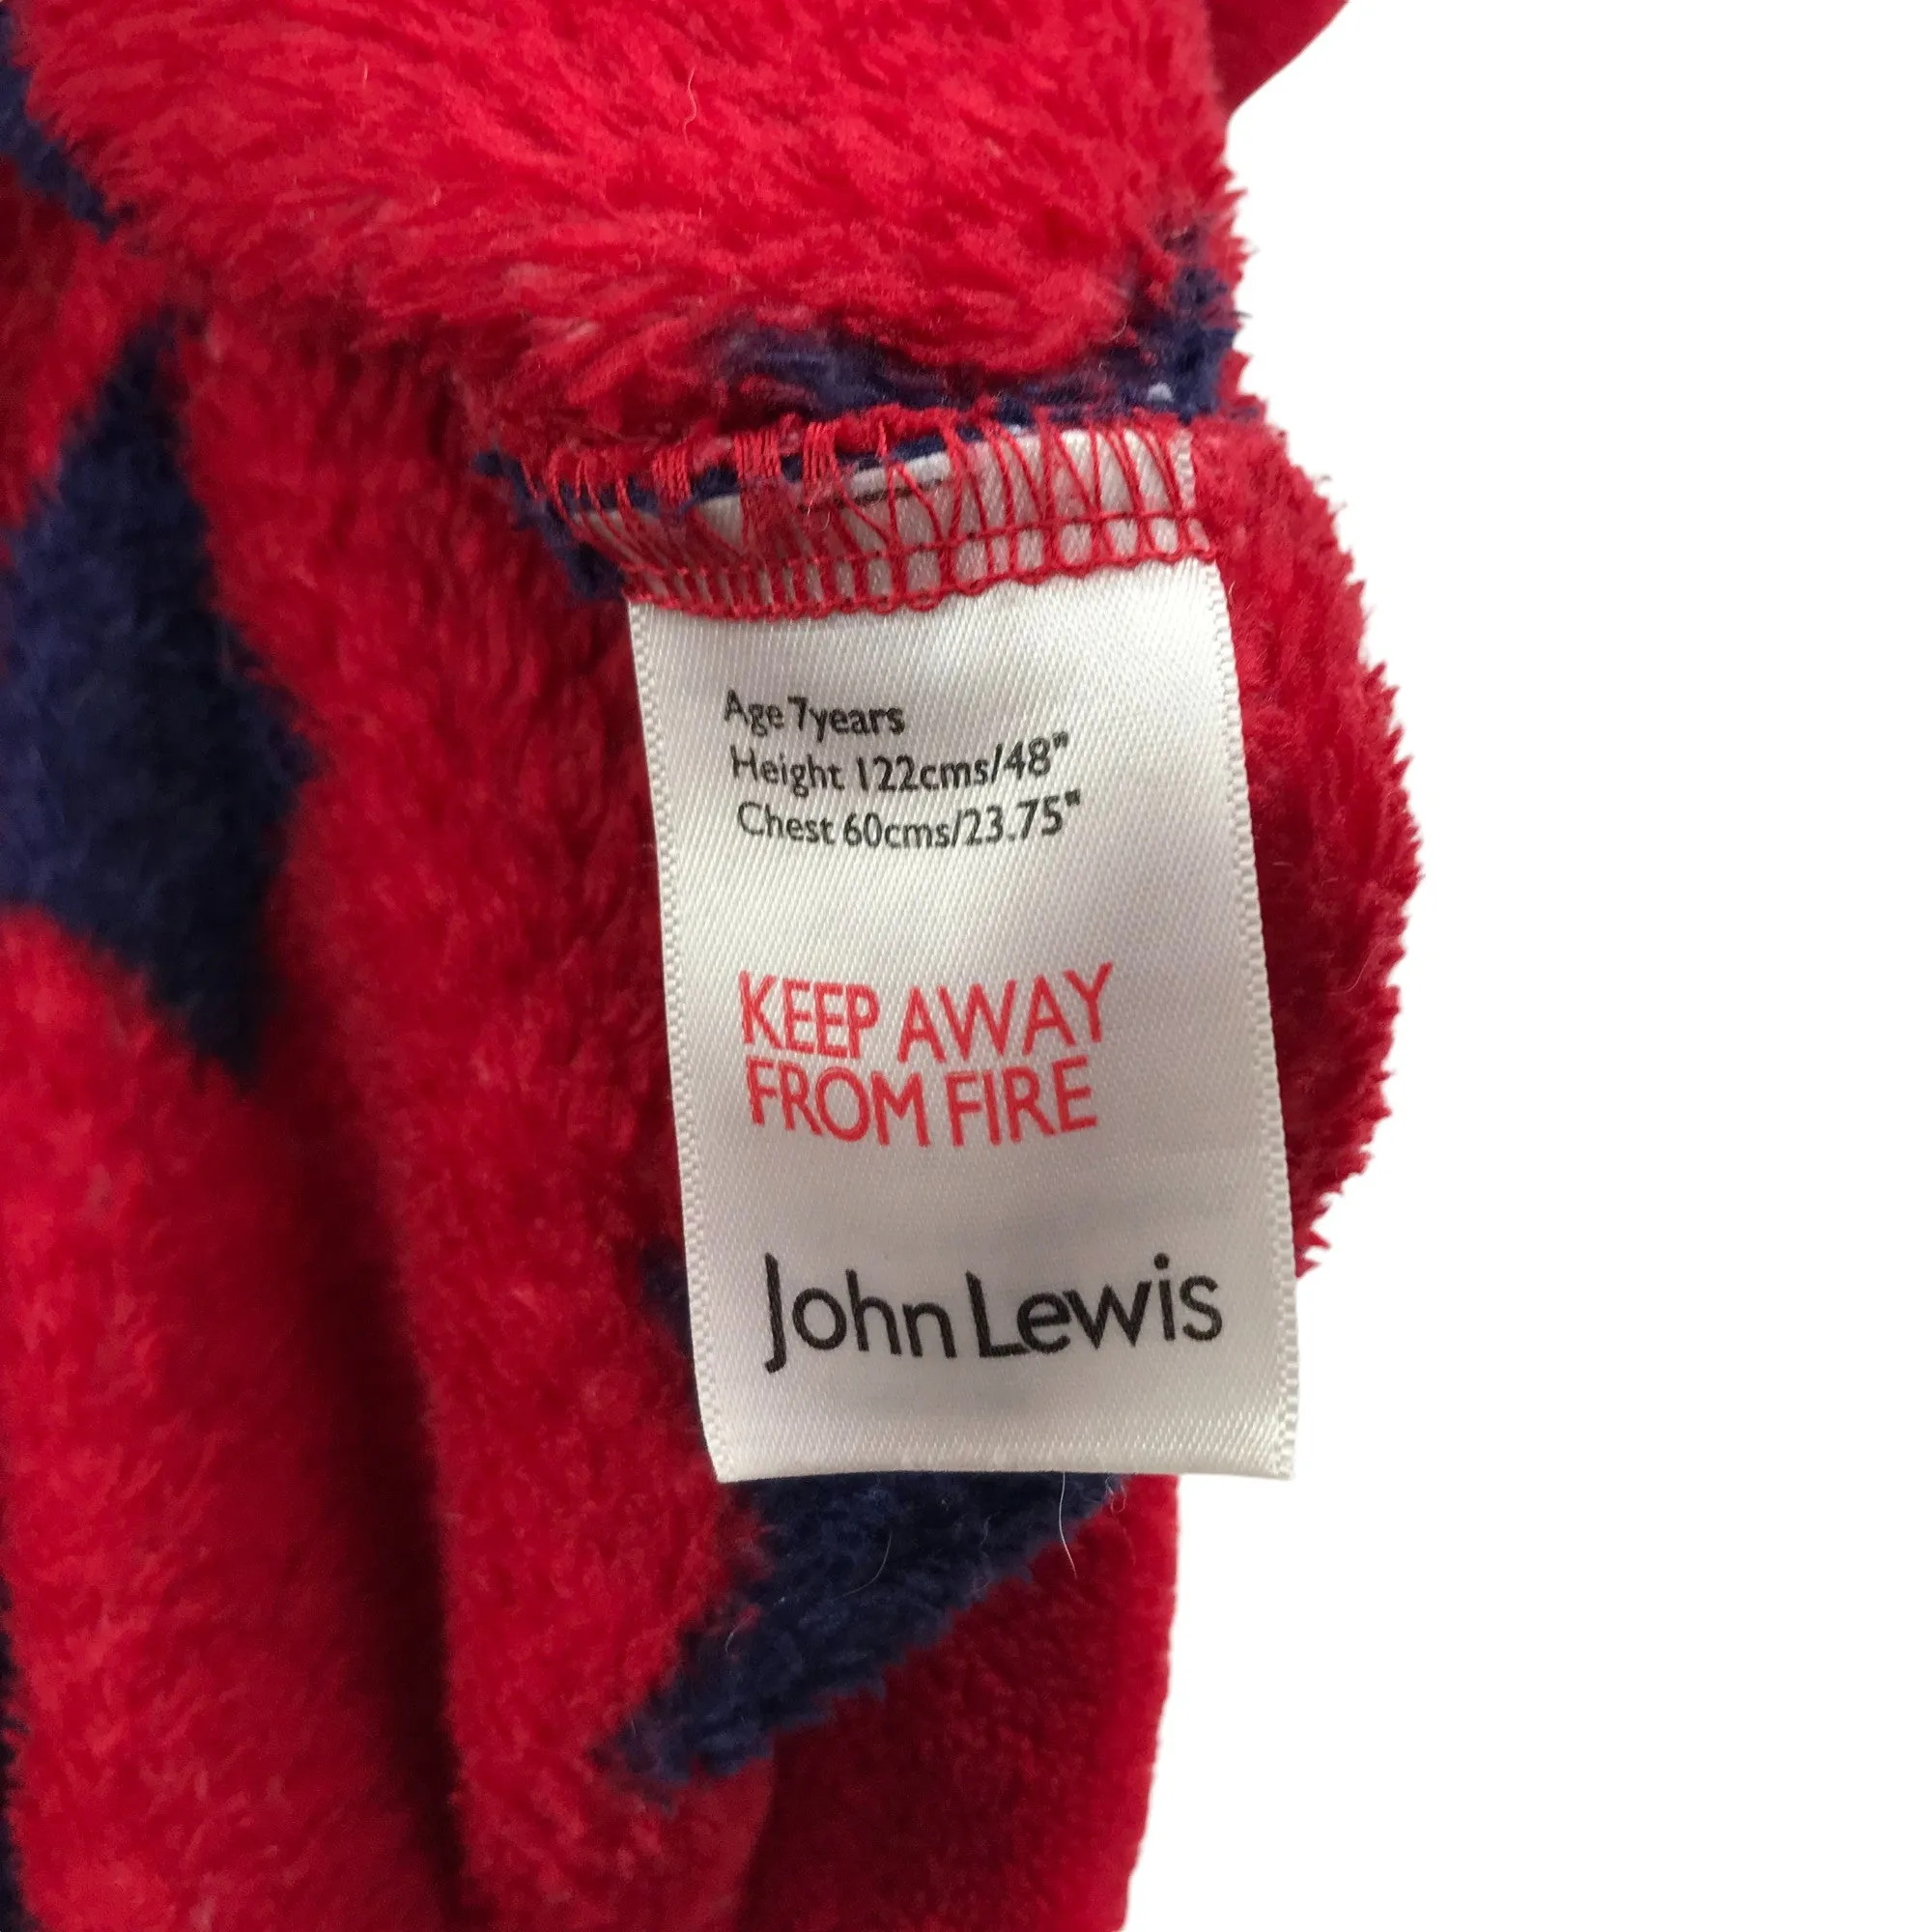 Age 7years
Height 122cms/48"
Chest 60cms/23.75"
KEEP AWAY
FROM FIRE
John Lewis